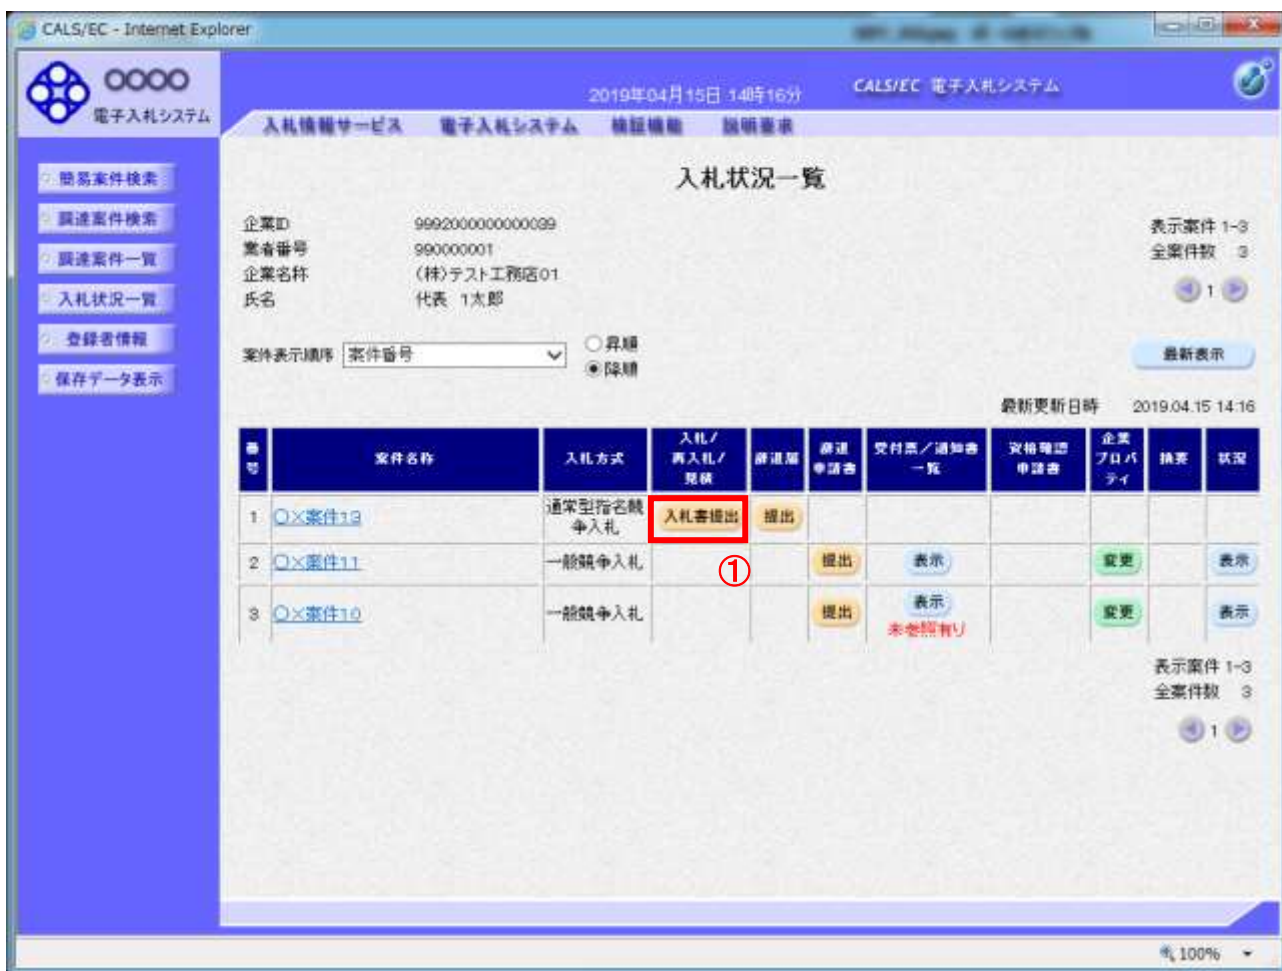 CALS/EC - Internet Explorer
○○○○
電子入札システム
2019年04月15日 14時16分
CALS/EC 電子入札システム
入札情報サービス 電子入札システム 検証機能 説明要求
簡易案件検索
調達案件検索
調達案件一覧
入札状況一覧
登録者情報
保存データ表示
入札状況一覧
企業ID 9992000000000039
業者番号 990000001
企業名称 (株)テスト工務店01
氏名 代表 1太郎
表示案件 1-3
全案件数 3
1
案件表示順序 案件番号
○昇順
●降順
最新表示
最新更新日時 2019.04.15 14:16
番号 案件名称 入札方式 入札/再入札/見積 辞退届 辞退申請書 受付票/通知書一覧 資格確認申請書 企業プロパティ 摘要 状況
1 ○×案件13 通常型指名競争入札 入札書提出 提出
2 ○×案件11 一般競争入札 提出 表示 変更 表示
①
3 ○×案件10 一般競争入札 提出 表示 変更 表示
未参照有り
表示案件 1-3
全案件数 3
1
100%